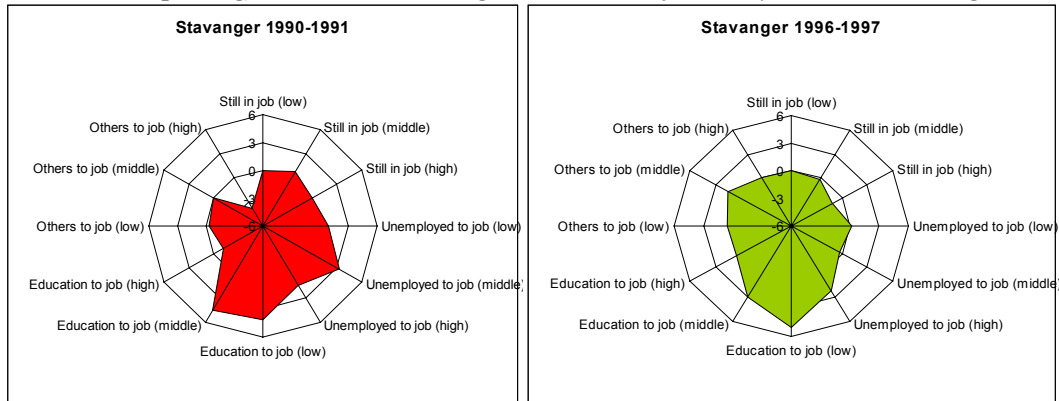 Stavanger 1990-1991
Still in job (low)
Others to job (high)
Still in job (middle)
Others to job (middle)
Still in job (high)
Others to job (low)
Unemployed to job (low)
Education to job (high)
Unemployed to job (middle)
Education to job (middle)
Unemployed to job (high)
Education to job (low)
6
3
0
-3
-6
Stavanger 1996-1997
Still in job (low)
Others to job (high)
Still in job (middle)
Others to job (middle)
Still in job (high)
Others to job (low)
Unemployed to job (low)
Education to job (high)
Unemployed to job (middle)
Education to job (middle)
Unemployed to job (high)
Education to job (low)
6
3
0
-3
-6